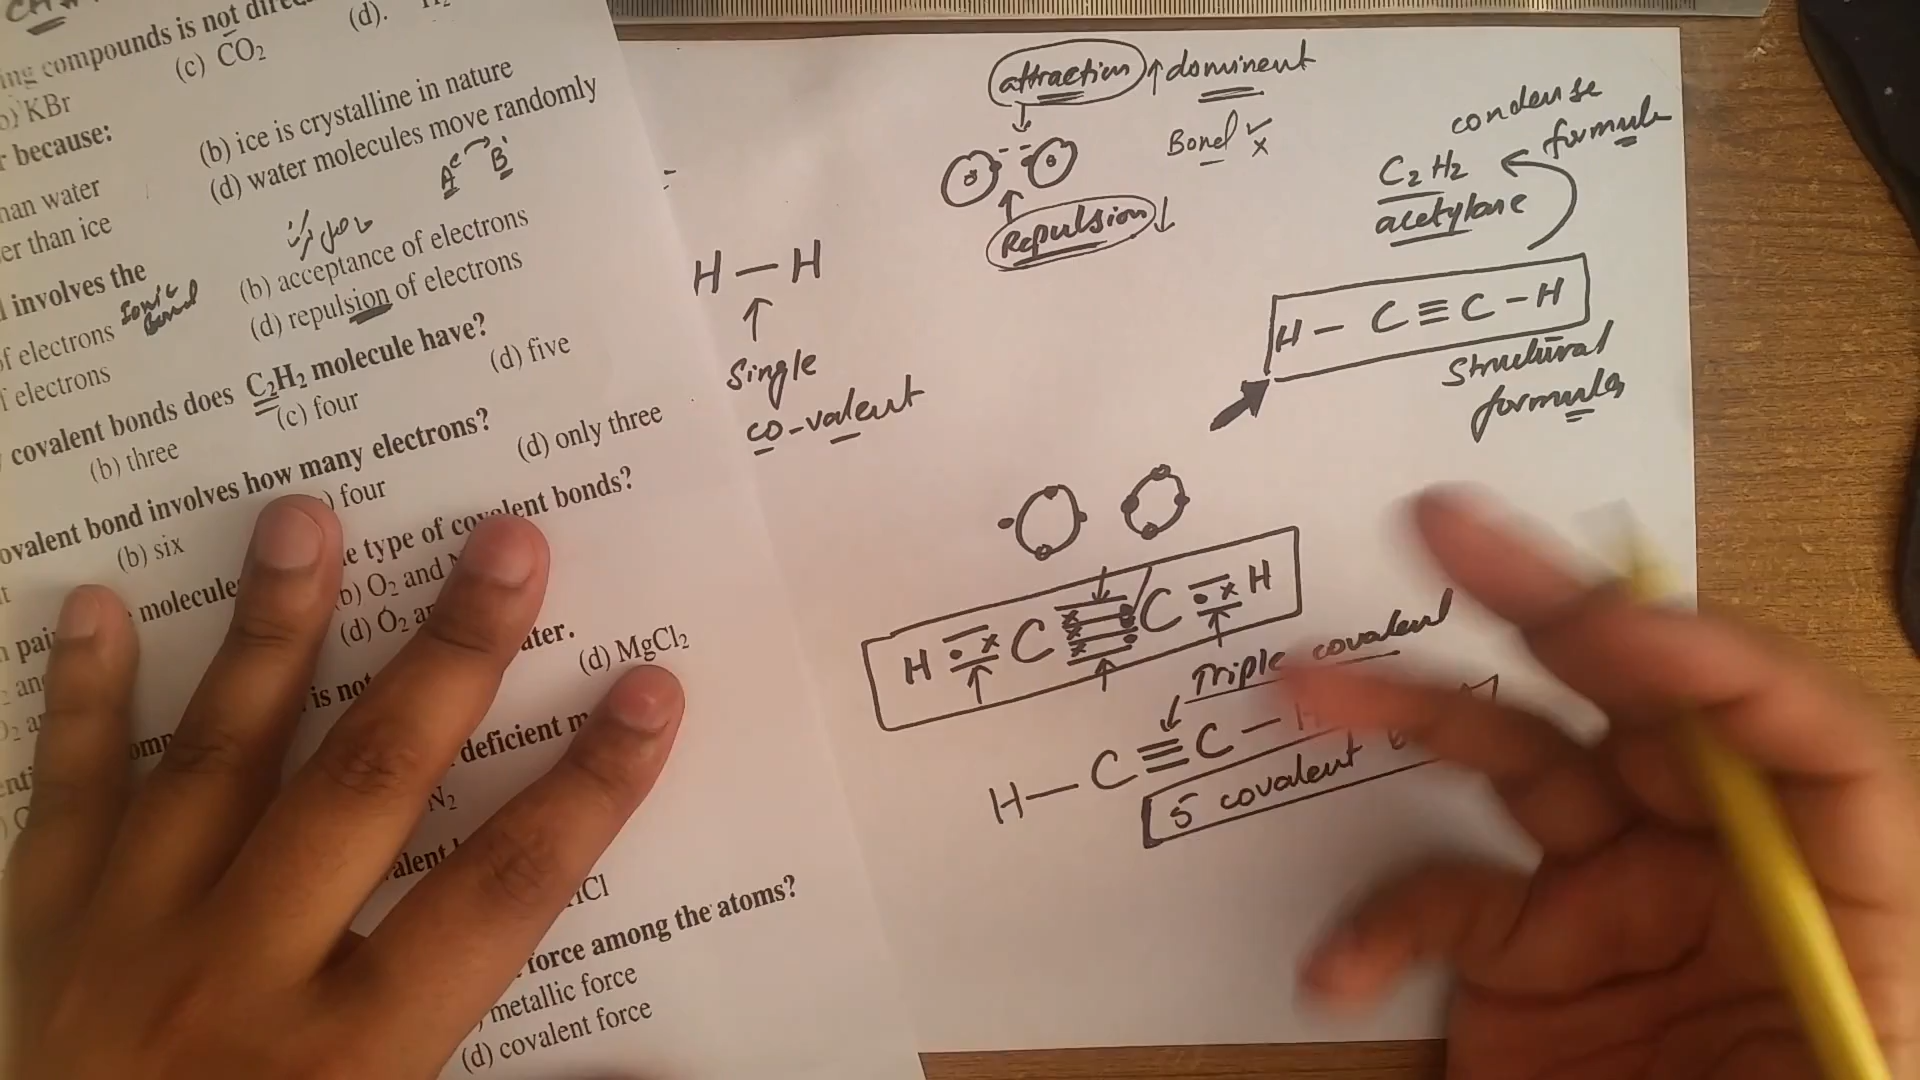 ing compounds is not
KBr
(c) CO₂
(d).
because:
(b) ice is crystalline in nature
han water
(d) water molecules move randomly
er than ice
A e B
involves the
(b) acceptance of electrons
f electrons Ionic
Bond
(d) repulsion of electrons
f electrons
covalent bonds does C₂H₂ molecule have?
(b) three
(c) four
(d) five
ovalent bond involves how many electrons?
(b) six
) four
(d) only three
molecule
e type of covalent bonds?
b) O₂ and
(d) O₂
is not
ater.
(d) MgCl₂
deficient
N₂
alent
force among the atoms?
metallic force
(d) covalent force
attraction ↑ dominent
Bond ✓
×
Repulsion ↓
condense
formula
C₂H₂
acetylane
H — H
↑
Single
co-valent
H — C ≡ C — H
Structural
formula
H • × C × × × • • • C • × H
Triple covalent
H — C ≡ C — H
5 covalent